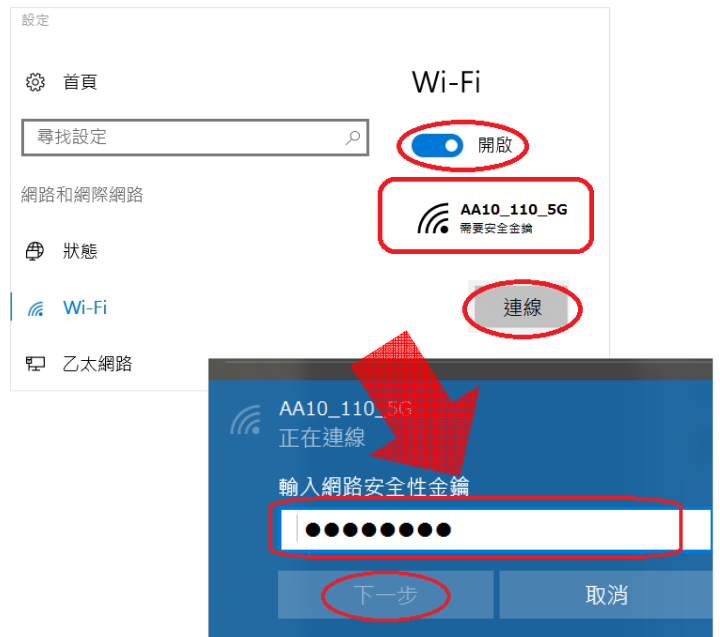 設定
首頁
Wi-Fi
尋找設定
開啟
網路和網際網路
AA10_110_5G
需要安全金鑰
狀態
Wi-Fi
連線
乙太網路
AA10_110_5G
正在連線
輸入網路安全性金鑰
●●●●●●●●
下一步
取消